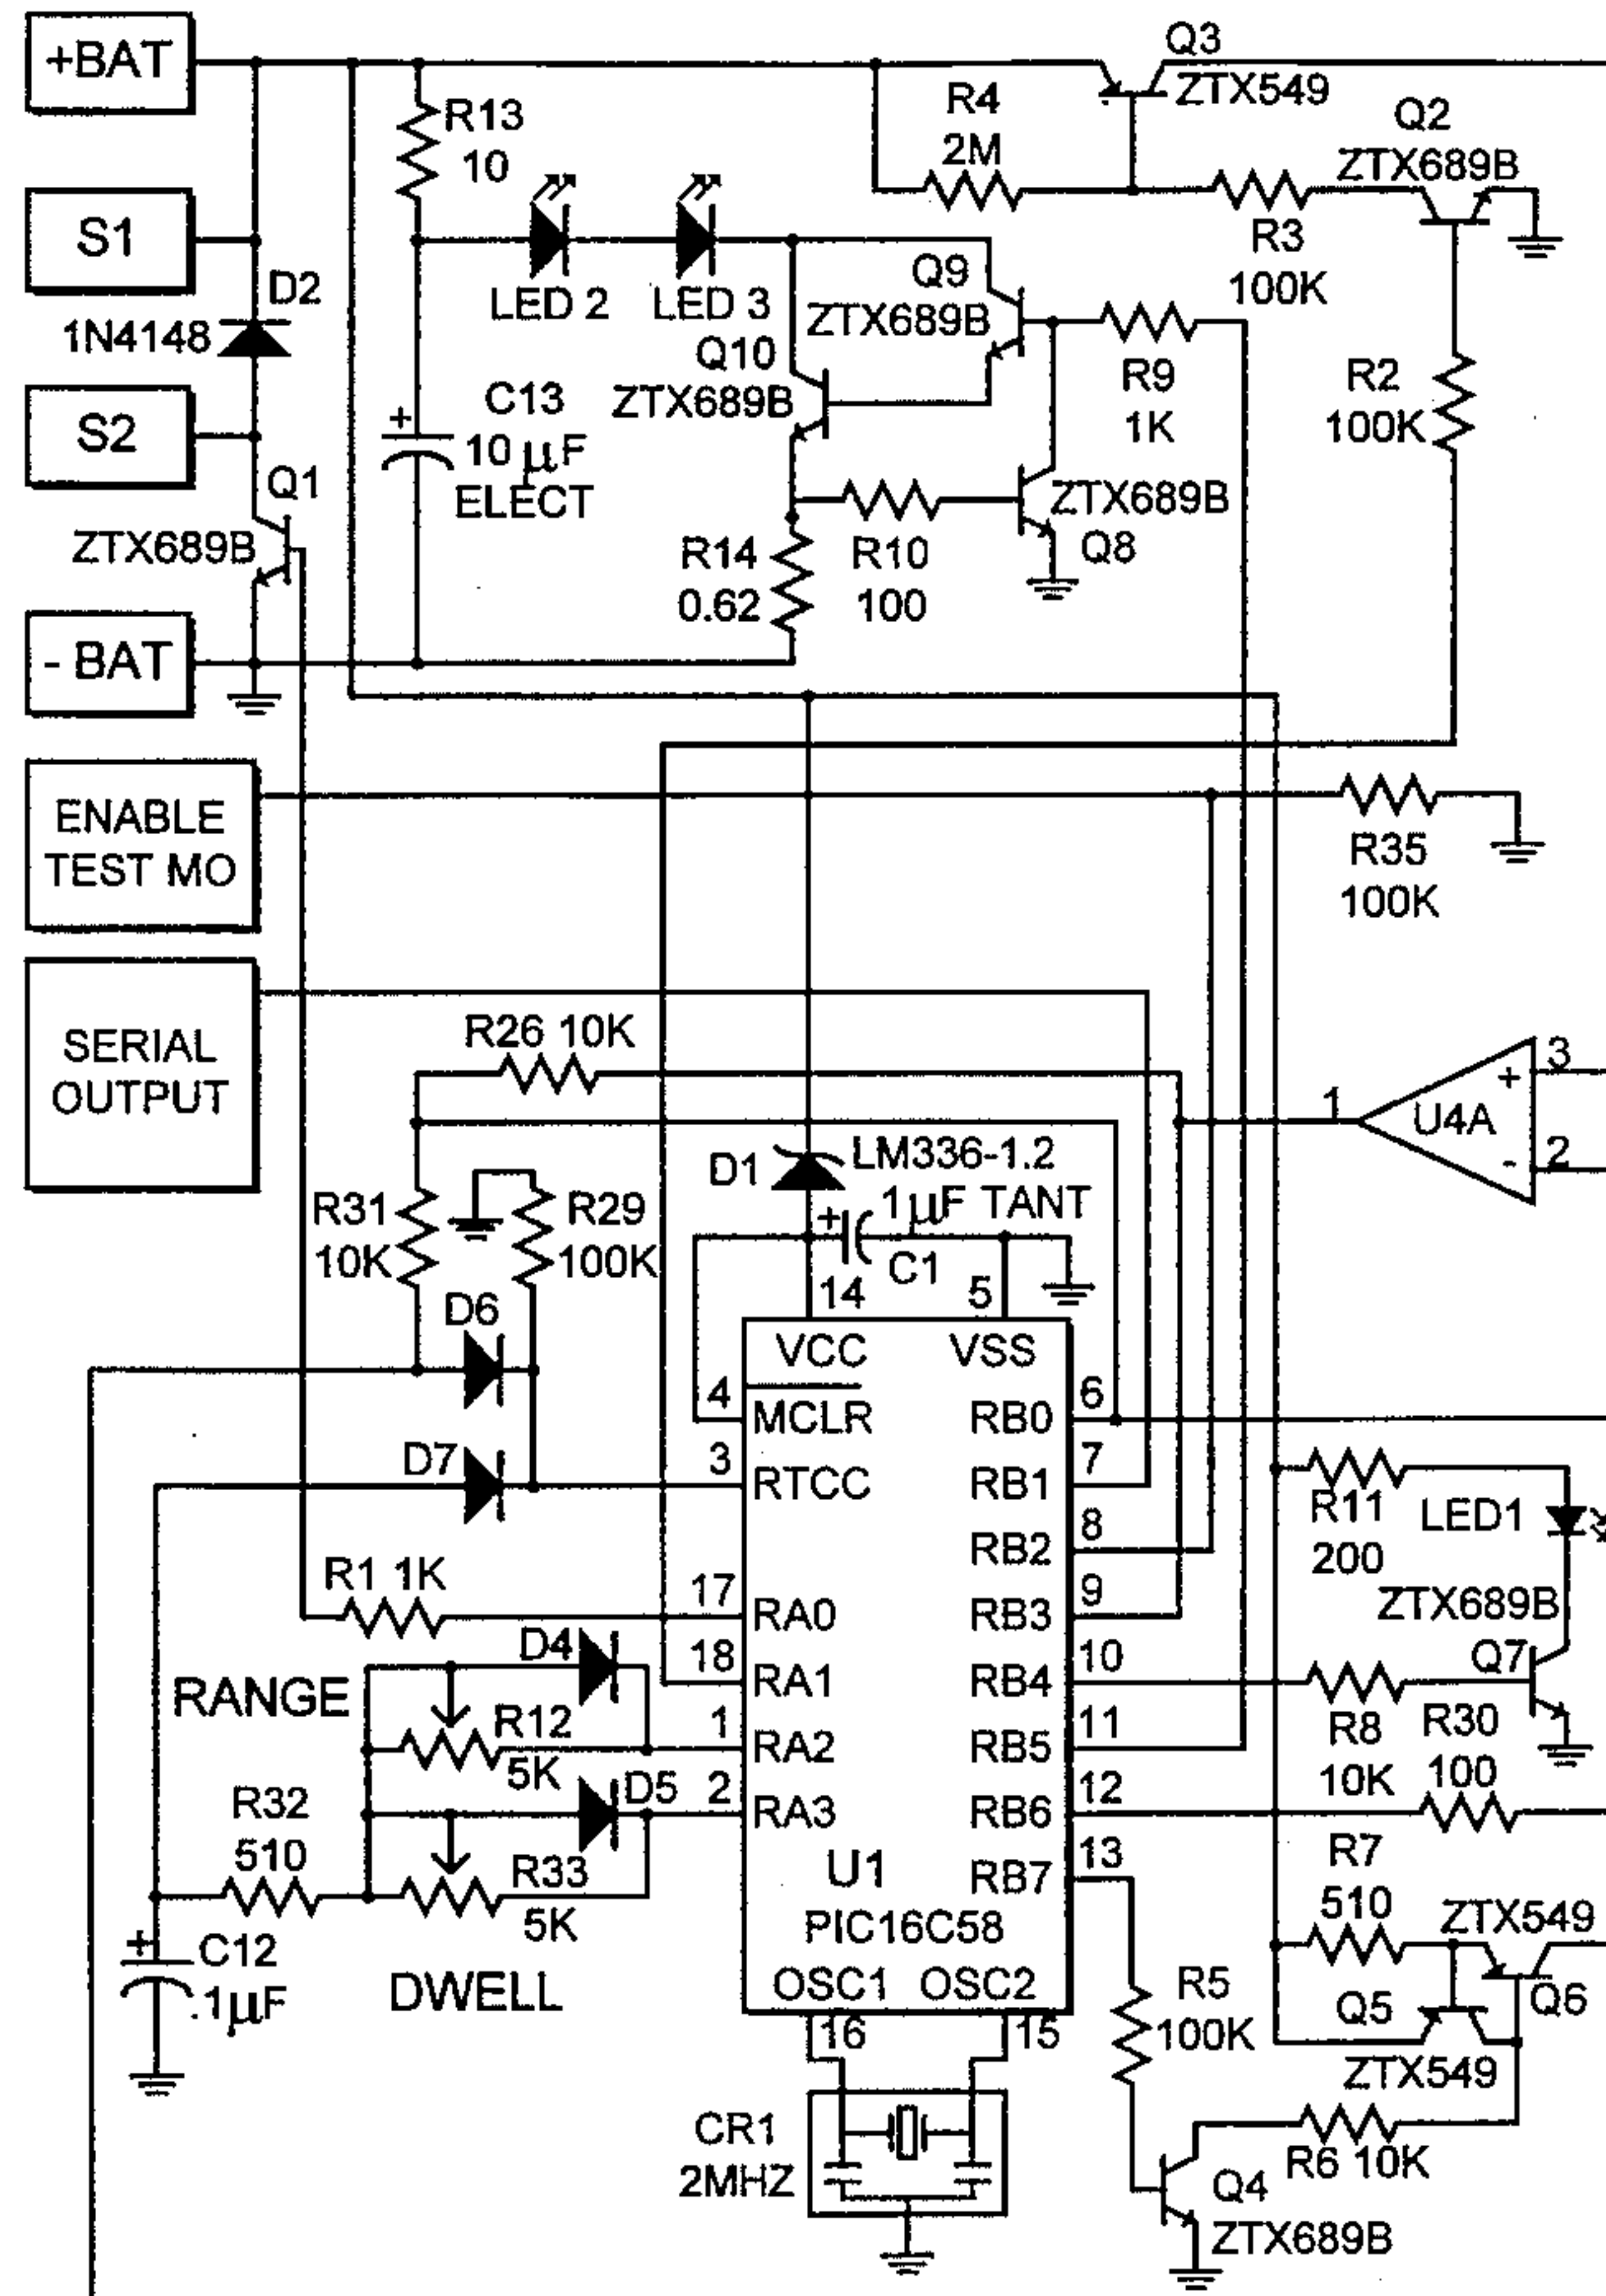 +BAT
Q3
ZTX549
R13
10
R4
2M
Q2
ZTX689B
S1
R3
100K
D2
1N4148
LED 2
LED 3
Q9
ZTX689B
Q10
ZTX689B
R9
1K
R2
100K
S2
+
C13
10 µF
ELECT
Q1
ZTX689B
ZTX689B
Q8
R14
0.62
R10
100
- BAT
ENABLE
TEST MO
R35
100K
SERIAL
OUTPUT
R26 10K
3
+
1
U4A
2
-
D1
LM336-1.2
R31
10K
R29
100K
+
1µF TANT
C1
14
5
D6
VCC
VSS
4
MCLR
RB0
6
D7
3
RTCC
RB1
7
R11
200
LED1
RB2
8
R1 1K
17
RA0
RB3
9
ZTX689B
Q7
D4
18
RA1
RB4
10
RANGE
R12
5K
1
RA2
RB5
11
R8
10K
R30
100
D5
2
RA3
RB6
12
R32
510
R33
5K
U1
RB7
13
R7
510
PIC16C58
ZTX549
+
C12
.1µF
DWELL
OSC1
OSC2
16
15
R5
100K
Q5
Q6
ZTX549
CR1
2MHZ
R6 10K
Q4
ZTX689B